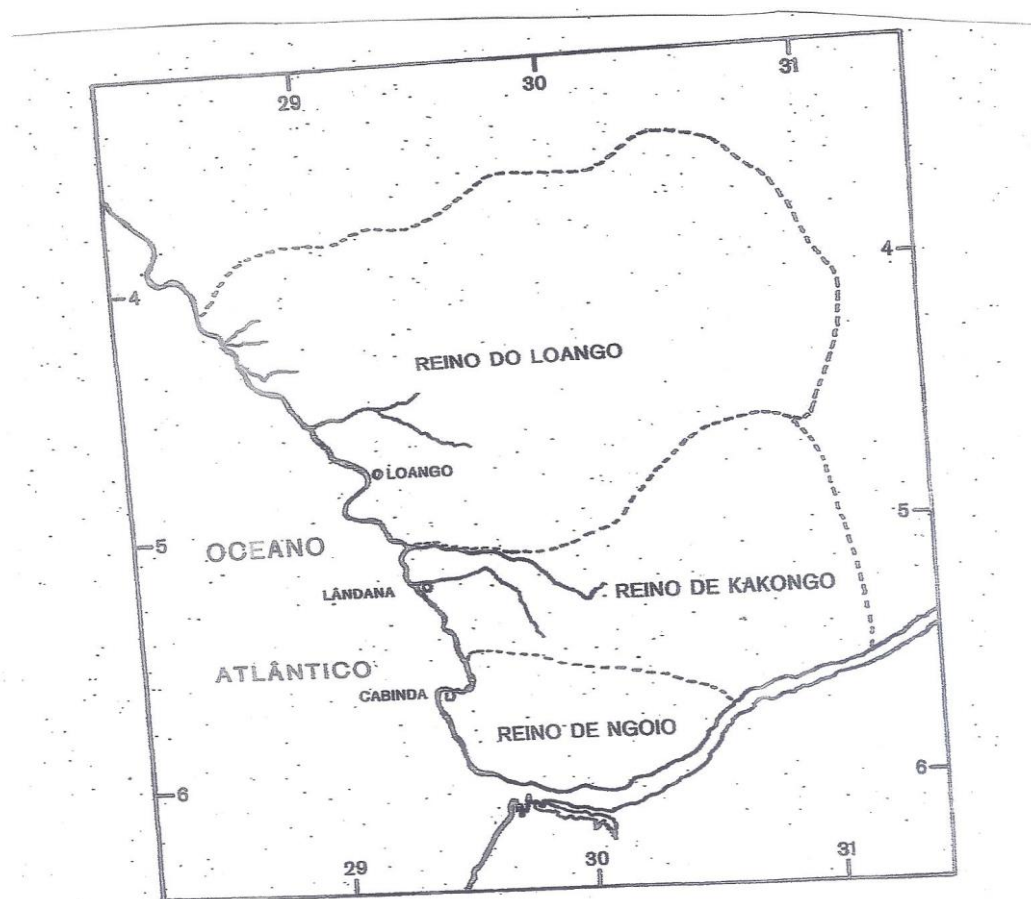 29
30
31
4
4
REINO DO LOANGO
LOANGO
5
5
OCEANO
LÂNDANA
REINO DE KAKONGO
ATLÂNTICO
CABINDA
REINO DE NGOIO
6
6
29
30
31